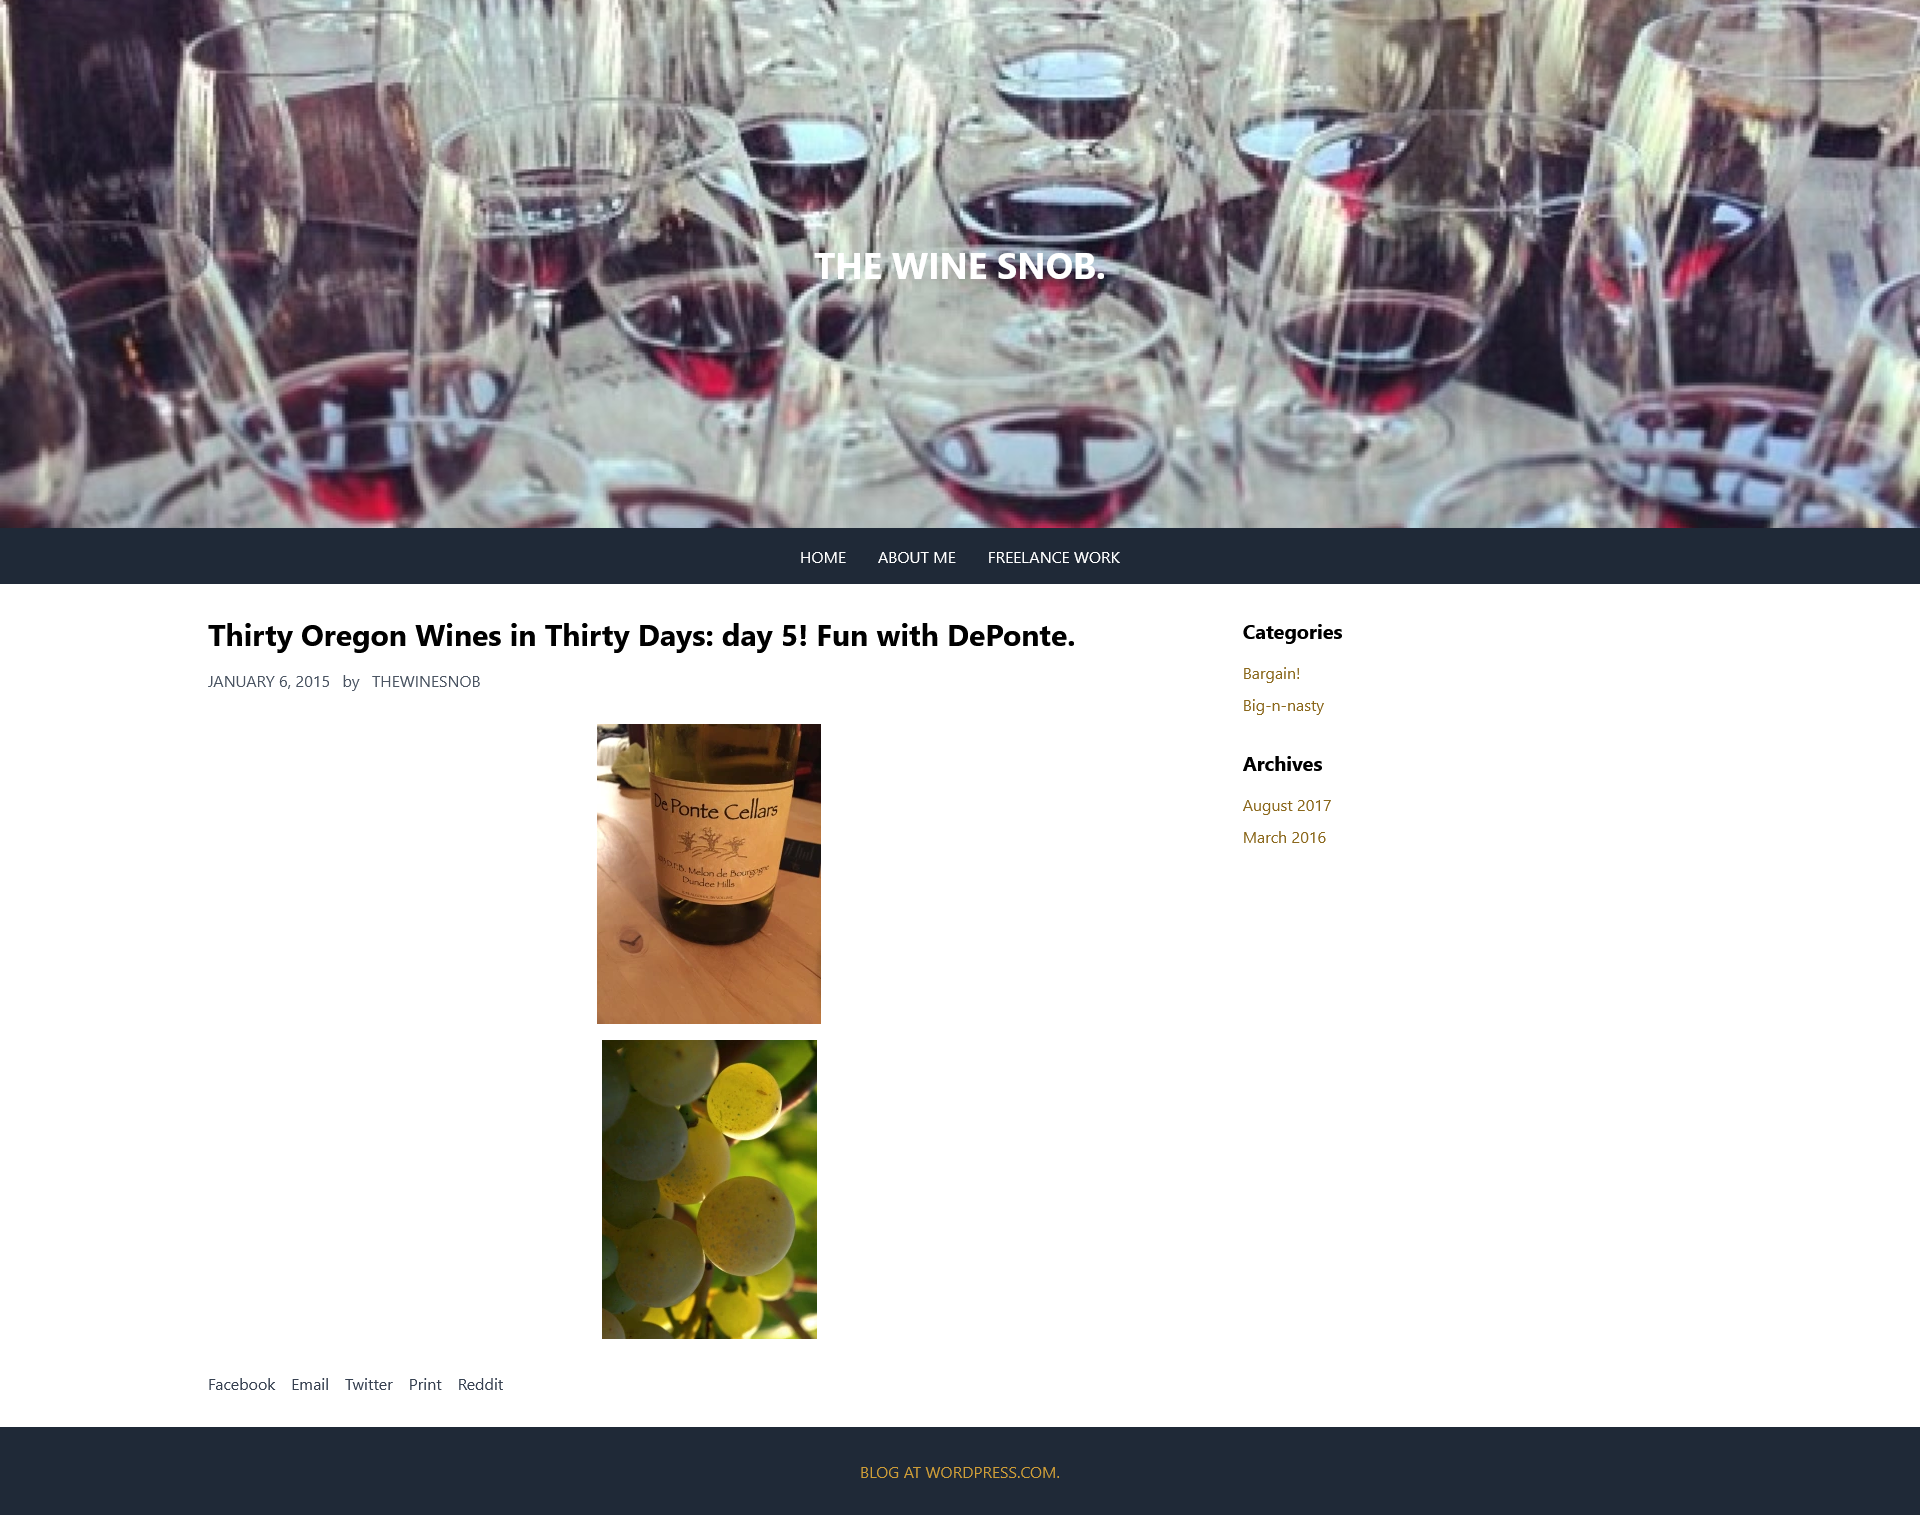 THE WINE SNOB.
HOME ABOUT ME FREELANCE WORK
Thirty Oregon Wines in Thirty Days: day 5! Fun with DePonte.
JANUARY 6, 2015 by THEWINESNOB
De Ponte Cellars
D.F.B. Melon de Bourgogne
Dundee Hills
Facebook Email Twitter Print Reddit
Categories
Bargain!
Big-n-nasty
Archives
August 2017
March 2016
BLOG AT WORDPRESS.COM.